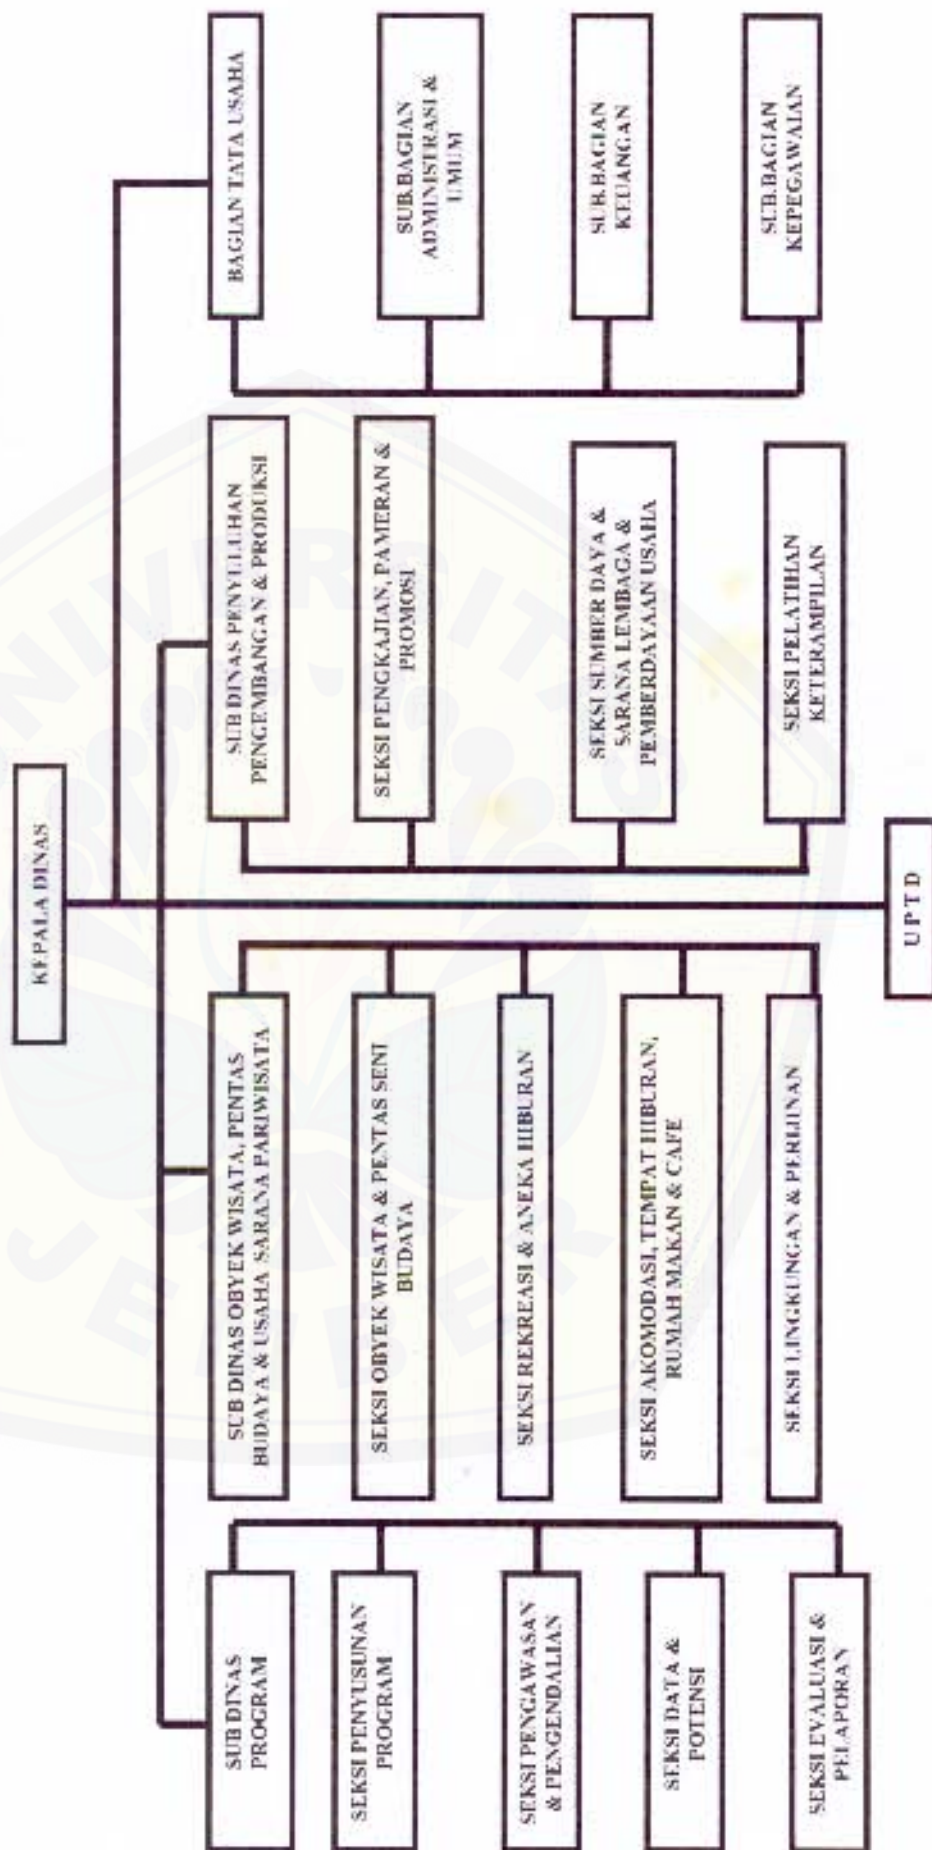 KEPALA DINAS
BAGIAN TATA USAHA
SUB.BAGIAN
ADMINISTRASI &
UMUM
SUB.BAGIAN
KEUANGAN
SUB.BAGIAN
KEPEGAWAIAN
SUB DINAS PENYULUHAN
PENGEMBANGAN & PRODUKSI
SEKSI PENGKAJIAN, PAMERAN &
PROMOSI
SEKSI SUMBER DAYA &
SARANA LEMBAGA &
PEMBERDAYAAN USAHA
SEKSI PELATIHAN
KETERAMPILAN
SUB DINAS OBYEK WISATA, PENTAS
BUDAYA & USAHA SARANA PARIWISATA
SEKSI OBYEK WISATA & PENTAS SENI
BUDAYA
SEKSI REKREASI & ANEKA HIBURAN
SEKSI AKOMODASI, TEMPAT HIBURAN,
RUMAH MAKAN & CAFE
SEKSI LINGKUNGAN & PERIJINAN
SUB DINAS
PROGRAM
SEKSI PENYUSUNAN
PROGRAM
SEKSI PENGAWASAN
& PENGENDALIAN
SEKSI DATA &
POTENSI
SEKSI EVALUASI &
PELAPORAN
U P T D
UNIVERSITAS
JEMBER